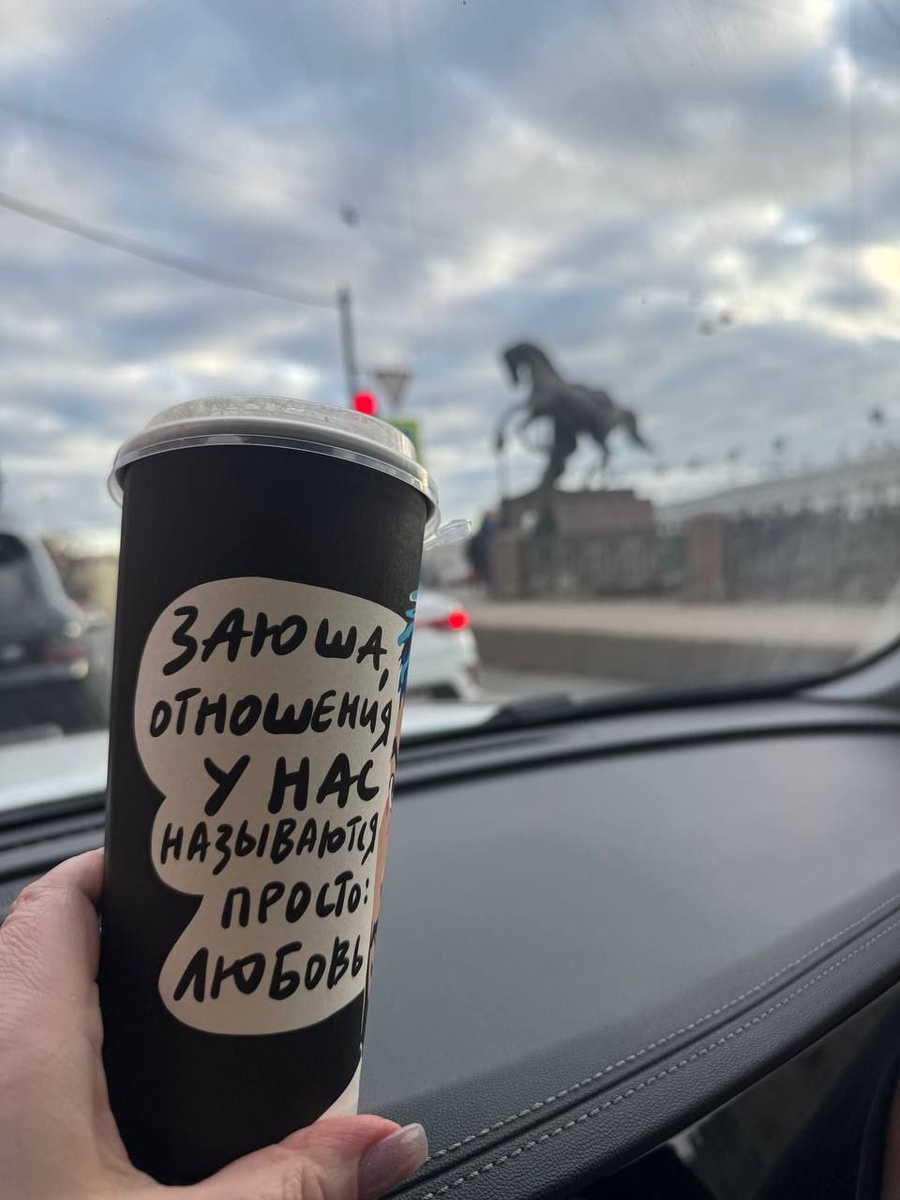 ЗАЮША,
ОТНОШЕНИЯ
У НАС
НАЗЫВАЮТСЯ
ПРОСТО:
ЛЮБОВЬ